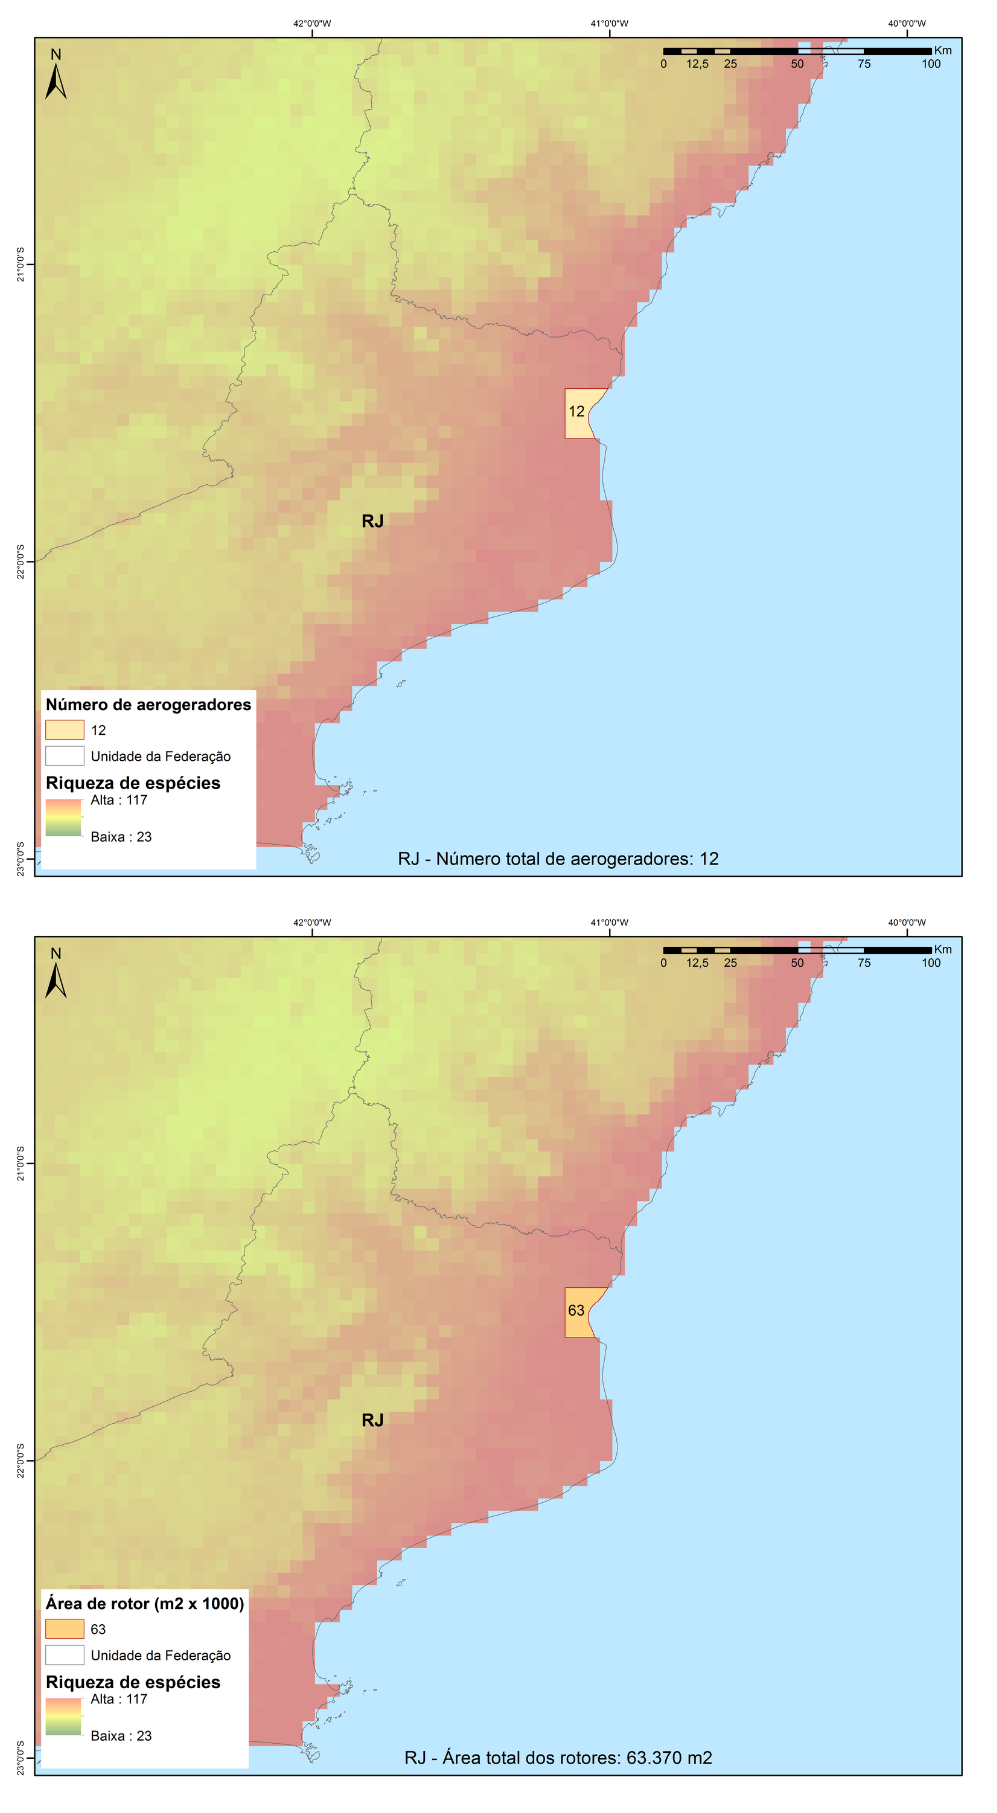 42°0'0"W
41°0'0"W
40°0'0"W
N
Km
0 12,5 25 50 75 100
21°0'0"S
12
RJ
22°0'0"S
Número de aerogeradores
12
Unidade da Federação
Riqueza de espécies
Alta : 117
Baixa : 23
23°0'0"S
RJ - Número total de aerogeradores: 12
42°0'0"W
41°0'0"W
40°0'0"W
N
Km
0 12,5 25 50 75 100
21°0'0"S
63
RJ
22°0'0"S
Área de rotor (m2 x 1000)
63
Unidade da Federação
Riqueza de espécies
Alta : 117
Baixa : 23
23°0'0"S
RJ - Área total dos rotores: 63.370 m2